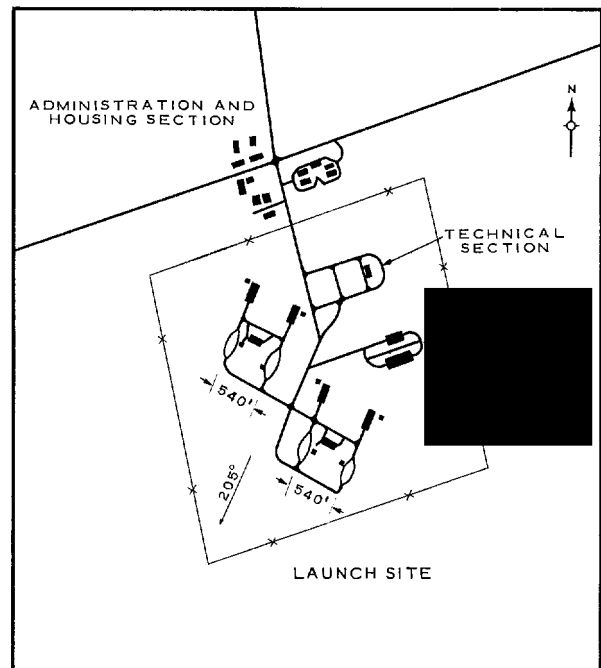 ADMINISTRATION AND
HOUSING SECTION
N
TECHNICAL
SECTION
540'
205°
540'
LAUNCH SITE